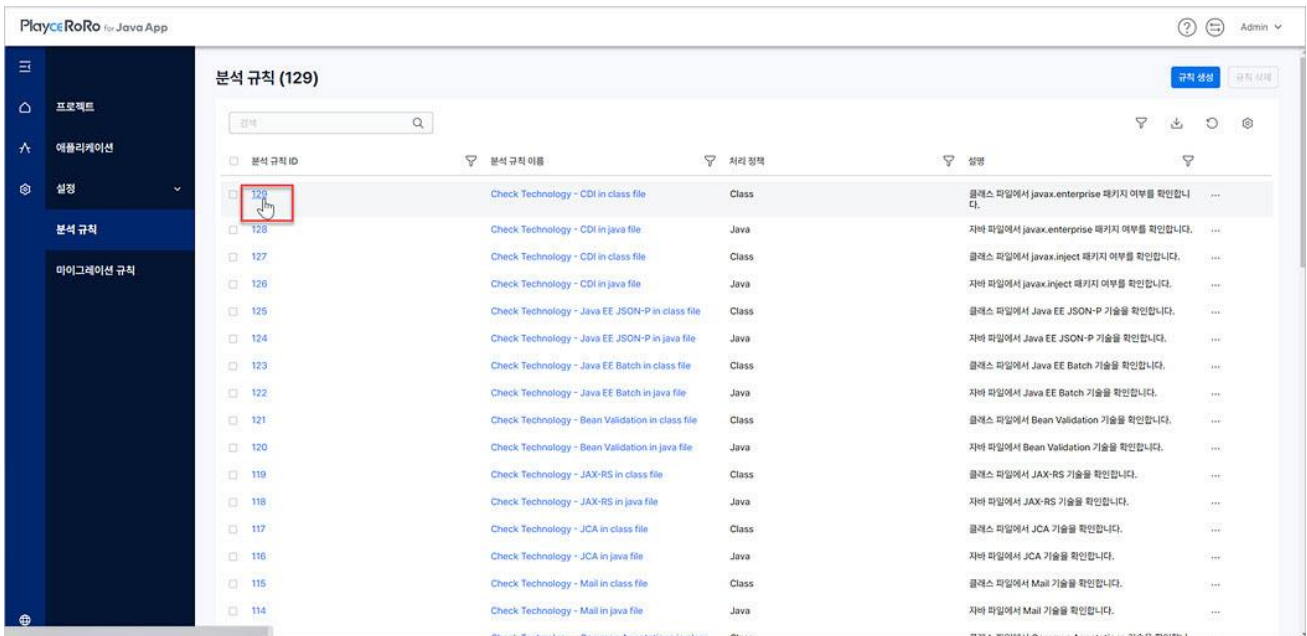 PlayceRoRo for Java App
Admin
분석 규칙 (129)
규칙 생성
규칙 삭제
프로젝트
애플리케이션
설정
분석 규칙
마이그레이션 규칙
검색
분석 규칙 ID 분석 규칙 이름 처리 정책 설명
129 Check Technology - CDI in class file Class 클래스 파일에서 javax.enterprise 패키지 여부를 확인합니
다.
128 Check Technology - CDI in java file Java 자바 파일에서 javax.enterprise 패키지 여부를 확인합니다. ...
127 Check Technology - CDI in class file Class 클래스 파일에서 javax.inject 패키지 여부를 확인합니다. ...
126 Check Technology - CDI in java file Java 자바 파일에서 javax.inject 패키지 여부를 확인합니다. ...
125 Check Technology - Java EE JSON-P in class file Class 클래스 파일에서 Java EE JSON-P 기술을 확인합니다. ...
124 Check Technology - Java EE JSON-P in java file Java 자바 파일에서 Java EE JSON-P 기술을 확인합니다. ...
123 Check Technology - Java EE Batch in class file Class 클래스 파일에서 Java EE Batch 기술을 확인합니다. ...
122 Check Technology - Java EE Batch in java file Java 자바 파일에서 Java EE Batch 기술을 확인합니다. ...
121 Check Technology - Bean Validation in class file Class 클래스 파일에서 Bean Validation 기술을 확인합니다. ...
120 Check Technology - Bean Validation in java file Java 자바 파일에서 Bean Validation 기술을 확인합니다. ...
119 Check Technology - JAX-RS in class file Class 클래스 파일에서 JAX-RS 기술을 확인합니다. ...
118 Check Technology - JAX-RS in java file Java 자바 파일에서 JAX-RS 기술을 확인합니다. ...
117 Check Technology - JCA in class file Class 클래스 파일에서 JCA 기술을 확인합니다. ...
116 Check Technology - JCA in java file Java 자바 파일에서 JCA 기술을 확인합니다. ...
115 Check Technology - Mail in class file Class 클래스 파일에서 Mail 기술을 확인합니다. ...
114 Check Technology - Mail in java file Java 자바 파일에서 Mail 기술을 확인합니다. ...